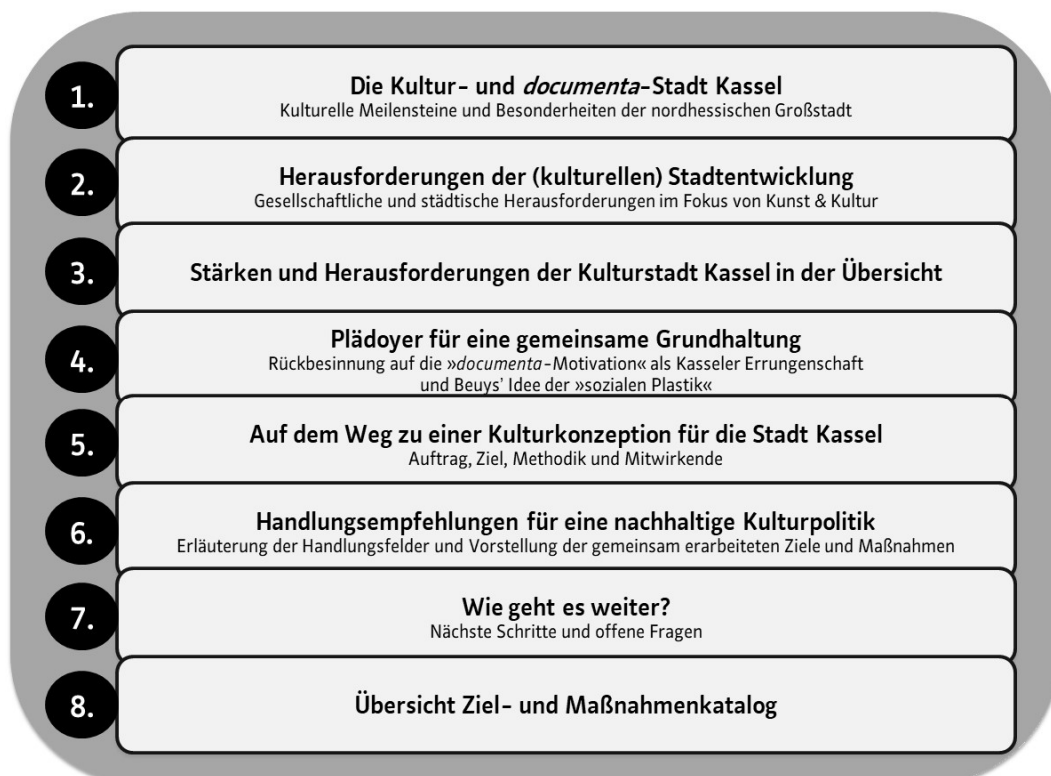 1.
Die Kultur- und documenta-Stadt Kassel
Kulturelle Meilensteine und Besonderheiten der nordhessischen Großstadt
2.
Herausforderungen der (kulturellen) Stadtentwicklung
Gesellschaftliche und städtische Herausforderungen im Fokus von Kunst & Kultur
3.
Stärken und Herausforderungen der Kulturstadt Kassel in der Übersicht
4.
Plädoyer für eine gemeinsame Grundhaltung
Rückbesinnung auf die »documenta-Motivation« als Kasseler Errungenschaft
und Beuys' Idee der »sozialen Plastik«
5.
Auf dem Weg zu einer Kulturkonzeption für die Stadt Kassel
Auftrag, Ziel, Methodik und Mitwirkende
6.
Handlungsempfehlungen für eine nachhaltige Kulturpolitik
Erläuterung der Handlungsfelder und Vorstellung der gemeinsam erarbeiteten Ziele und Maßnahmen
7.
Wie geht es weiter?
Nächste Schritte und offene Fragen
8.
Übersicht Ziel- und Maßnahmenkatalog